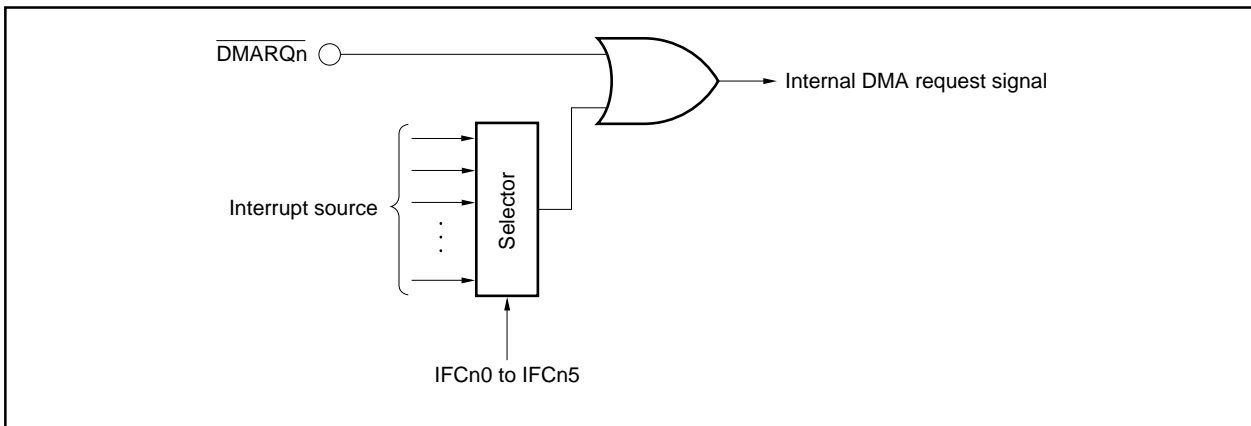 DMARQn
Internal DMA request signal
Interrupt source
Selector
IFCn0 to IFCn5